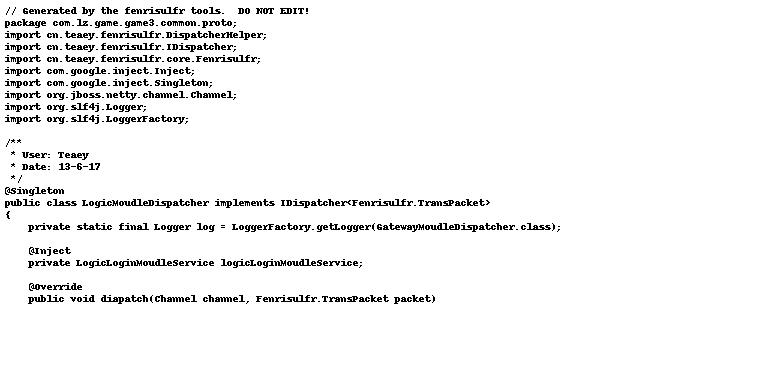 // Generated by the fenrisulfr tools.  DO NOT EDIT!
package com.lz.game.game3.common.proto;
import cn.teaey.fenrisulfr.DispatcherHelper;
import cn.teaey.fenrisulfr.IDispatcher;
import cn.teaey.fenrisulfr.core.Fenrisulfr;
import com.google.inject.Inject;
import com.google.inject.Singleton;
import org.jboss.netty.channel.Channel;
import org.slf4j.Logger;
import org.slf4j.LoggerFactory;
/**
 * User: Teaey
 * Date: 13-6-17
 */
@Singleton
public class LogicMoudleDispatcher implements IDispatcher<Fenrisulfr.TransPacket>
{
    private static final Logger log = LoggerFactory.getLogger(GatewayMoudleDispatcher.class);
    @Inject
    private LogicLoginMoudleService logicLoginMoudleService;
    @Override
    public void dispatch(Channel channel, Fenrisulfr.TransPacket packet)